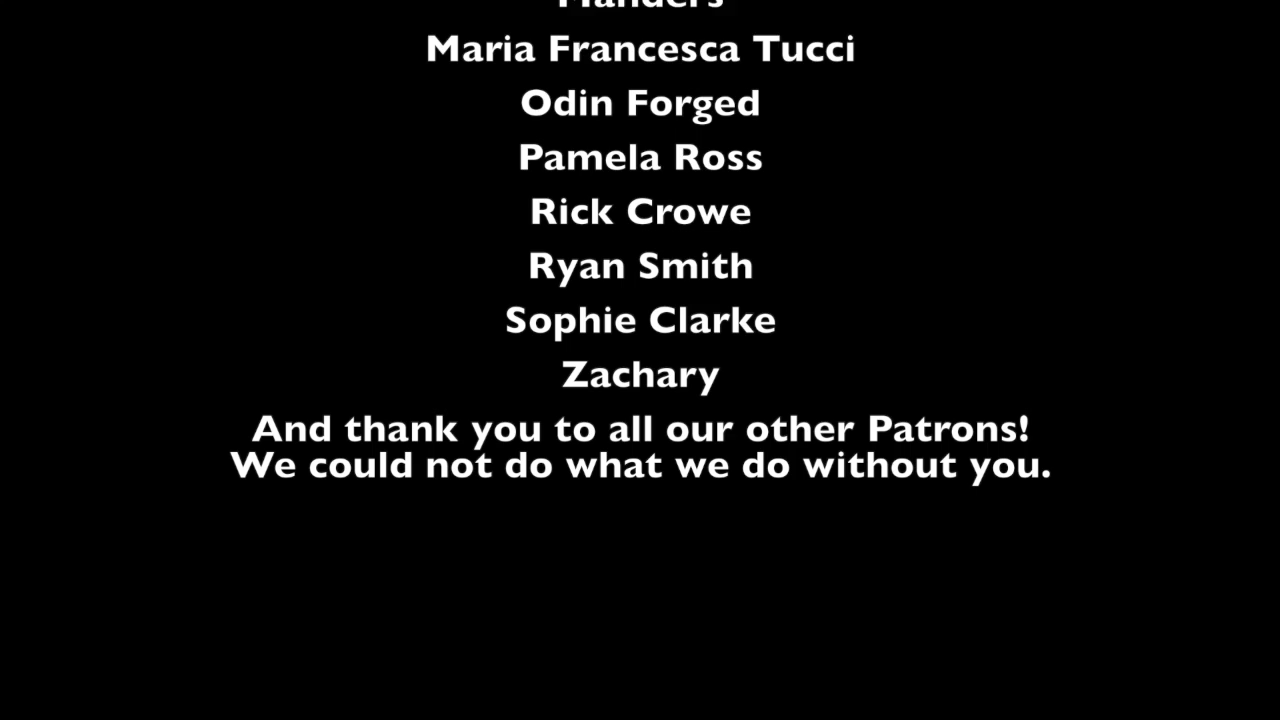 Manders
Maria Francesca Tucci
Odin Forged
Pamela Ross
Rick Crowe
Ryan Smith
Sophie Clarke
Zachary
And thank you to all our other Patrons!
We could not do what we do without you.